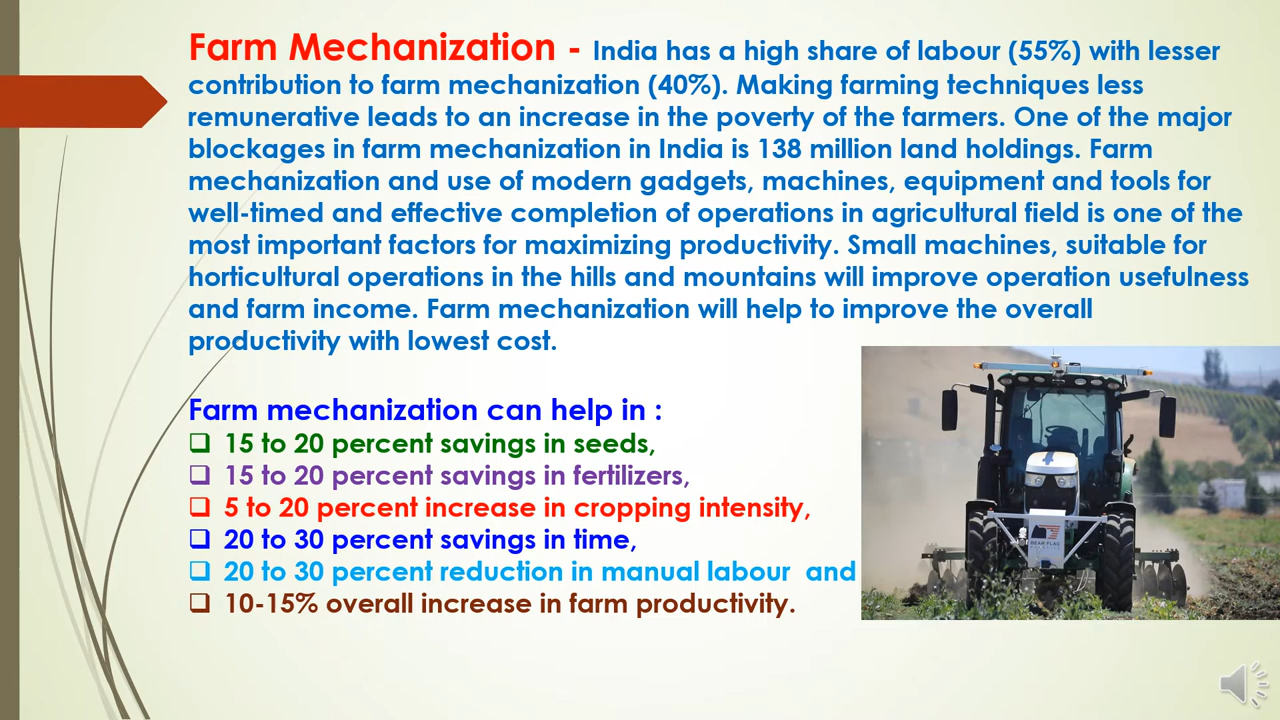 Farm Mechanization - India has a high share of labour (55%) with lesser
contribution to farm mechanization (40%). Making farming techniques less
remunerative leads to an increase in the poverty of the farmers. One of the major
blockages in farm mechanization in India is 138 million land holdings. Farm
mechanization and use of modern gadgets, machines, equipment and tools for
well-timed and effective completion of operations in agricultural field is one of the
most important factors for maximizing productivity. Small machines, suitable for
horticultural operations in the hills and mountains will improve operation usefulness
and farm income. Farm mechanization will help to improve the overall
productivity with lowest cost.
Farm mechanization can help in :
❑ 15 to 20 percent savings in seeds,
❑ 15 to 20 percent savings in fertilizers,
❑ 5 to 20 percent increase in cropping intensity,
❑ 20 to 30 percent savings in time,
❑ 20 to 30 percent reduction in manual labour  and
❑ 10-15% overall increase in farm productivity.
BEAR FLAG